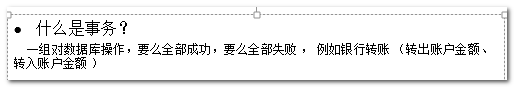 ● 什么是事务？
一组对数据库操作，要么全部成功，要么全部失败 ， 例如银行转账 （转出账户金额、
转入账户金额 ）